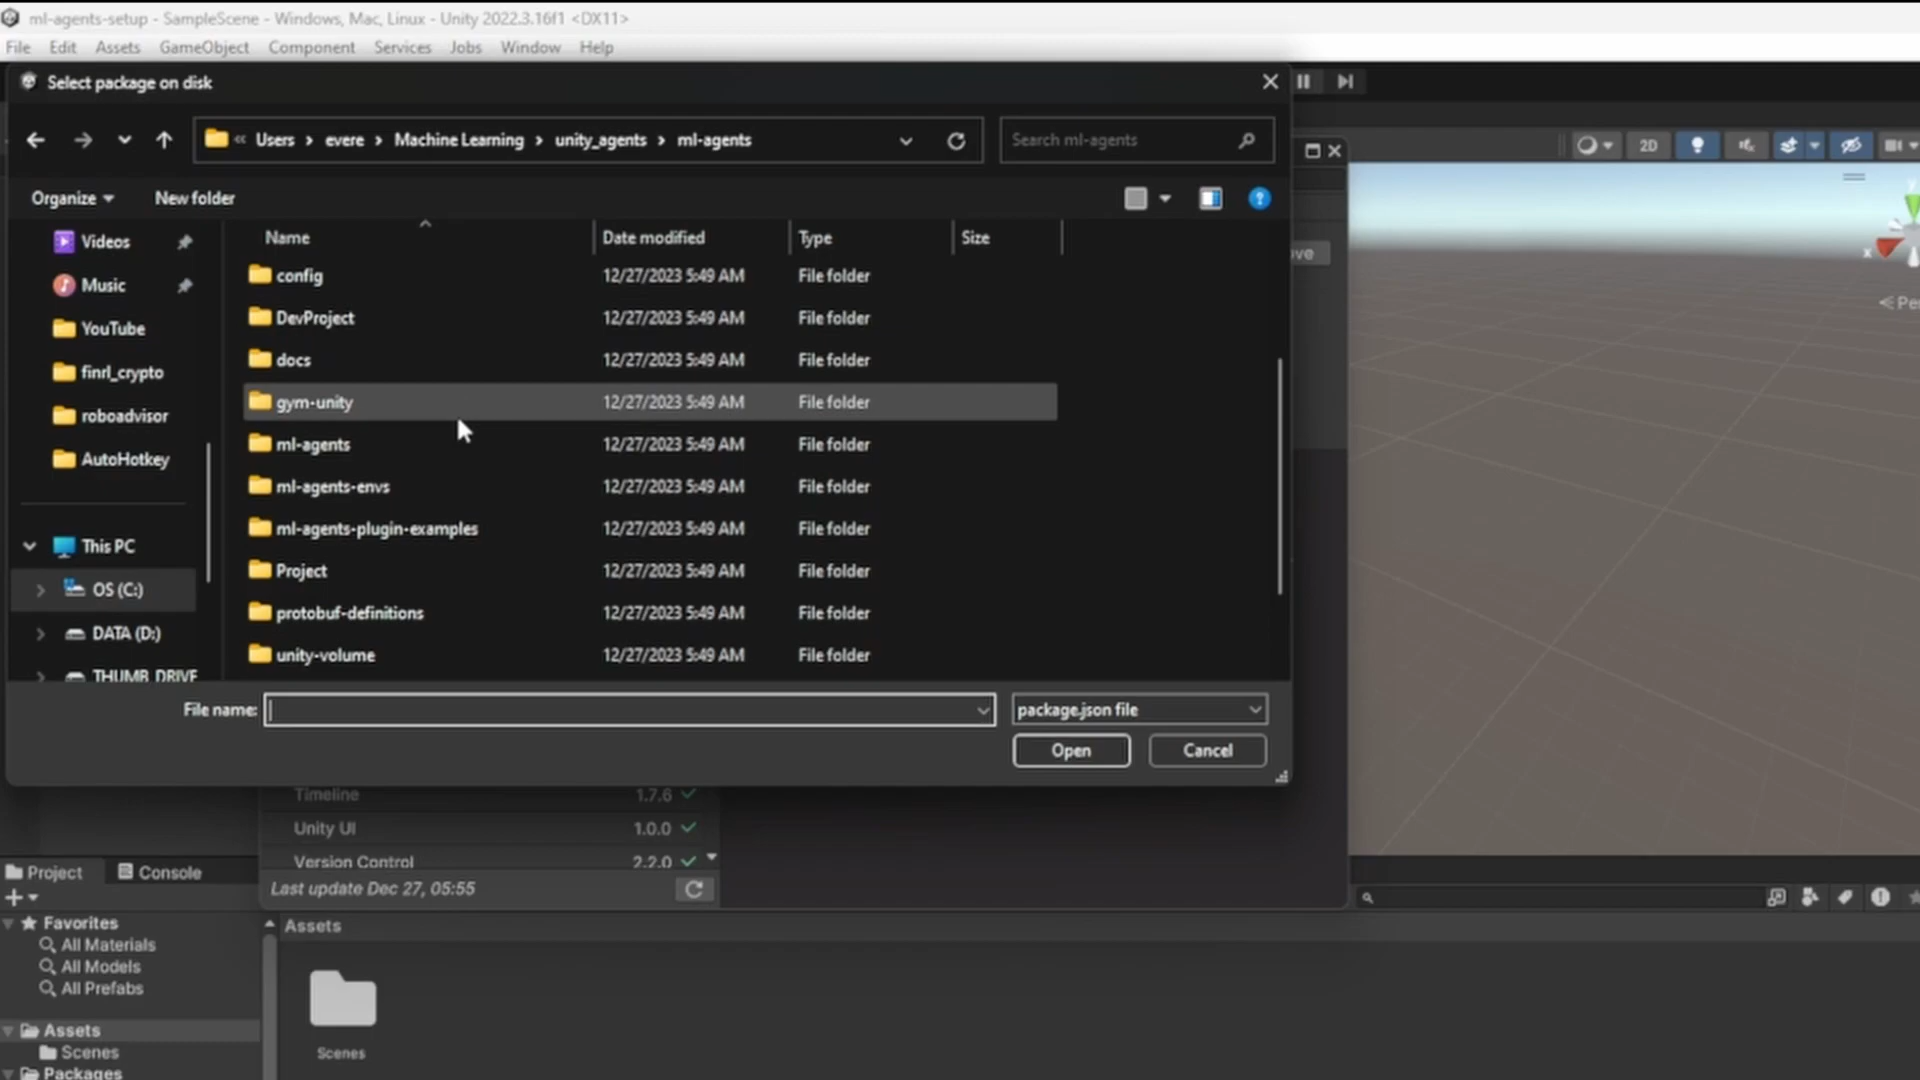 ml-agents-setup - SampleScene - Windows, Mac, Linux - Unity 2022.3.16f1 <DX11>
File Edit Assets GameObject Component Services Jobs Window Help
Select package on disk
« Users › evere › Machine Learning › unity_agents › ml-agents
Search ml-agents
2D
Organize
New folder
Videos
Music
YouTube
finrl_crypto
roboadvisor
AutoHotkey
This PC
OS (C:)
DATA (D:)
THUMB DRIVE
Name Date modified Type Size
config 12/27/2023 5:49 AM File folder
DevProject 12/27/2023 5:49 AM File folder
docs 12/27/2023 5:49 AM File folder
gym-unity 12/27/2023 5:49 AM File folder
ml-agents 12/27/2023 5:49 AM File folder
ml-agents-envs 12/27/2023 5:49 AM File folder
ml-agents-plugin-examples 12/27/2023 5:49 AM File folder
Project 12/27/2023 5:49 AM File folder
protobuf-definitions 12/27/2023 5:49 AM File folder
unity-volume 12/27/2023 5:49 AM File folder
File name:
package.json file
Open
Cancel
x
Timeline 1.7.6
Unity UI 1.0.0
Version Control 2.2.0
Last update Dec 27, 05:55
Project Console
Favorites
All Materials
All Models
All Prefabs
Assets
Scenes
Packages
Assets
Scenes